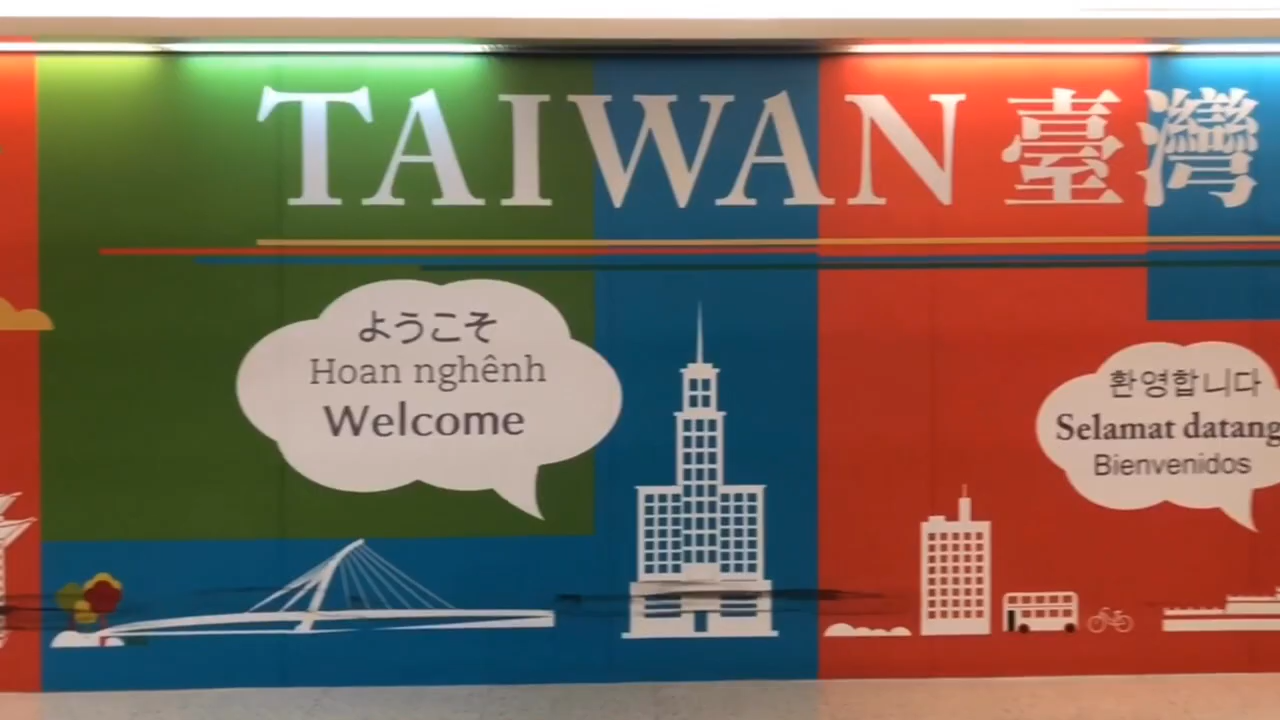 TAIWAN 臺灣
ようこそ
Hoan nghênh
Welcome
환영합니다
Selamat datang
Bienvenidos